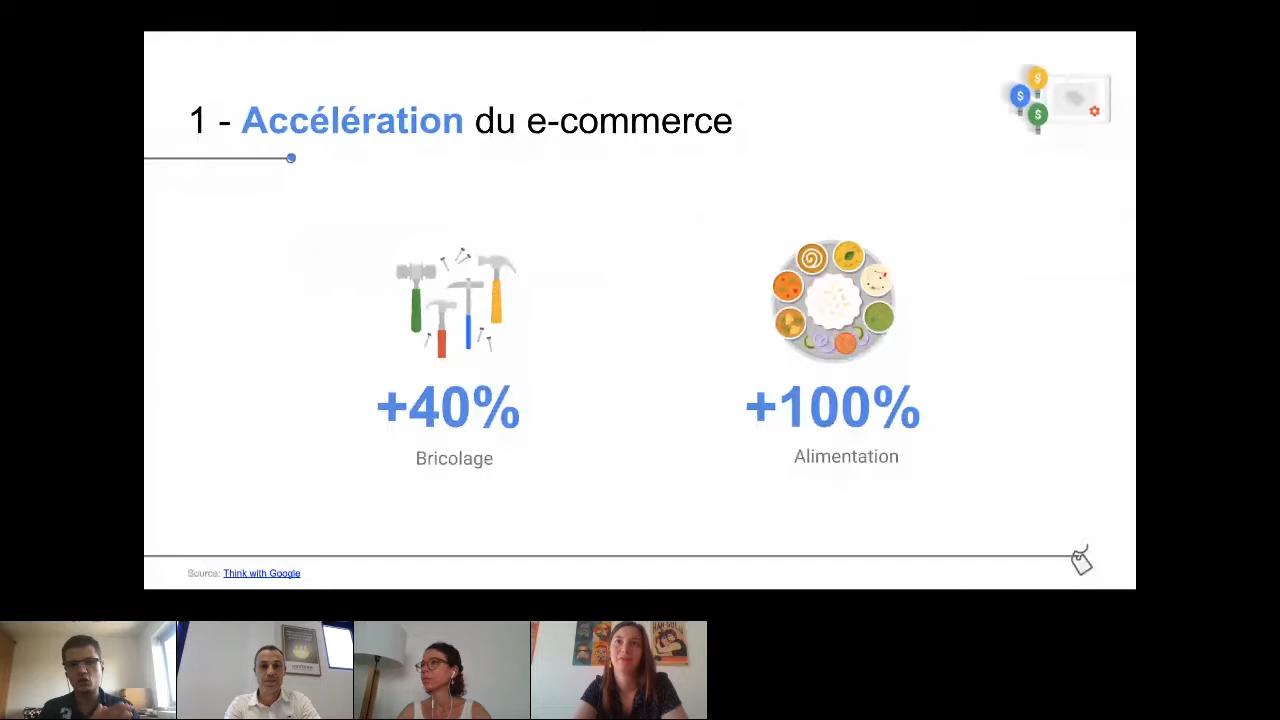 1 - Accélération du e-commerce
+40%
+100%
Bricolage
Alimentation
Source: Think with Google